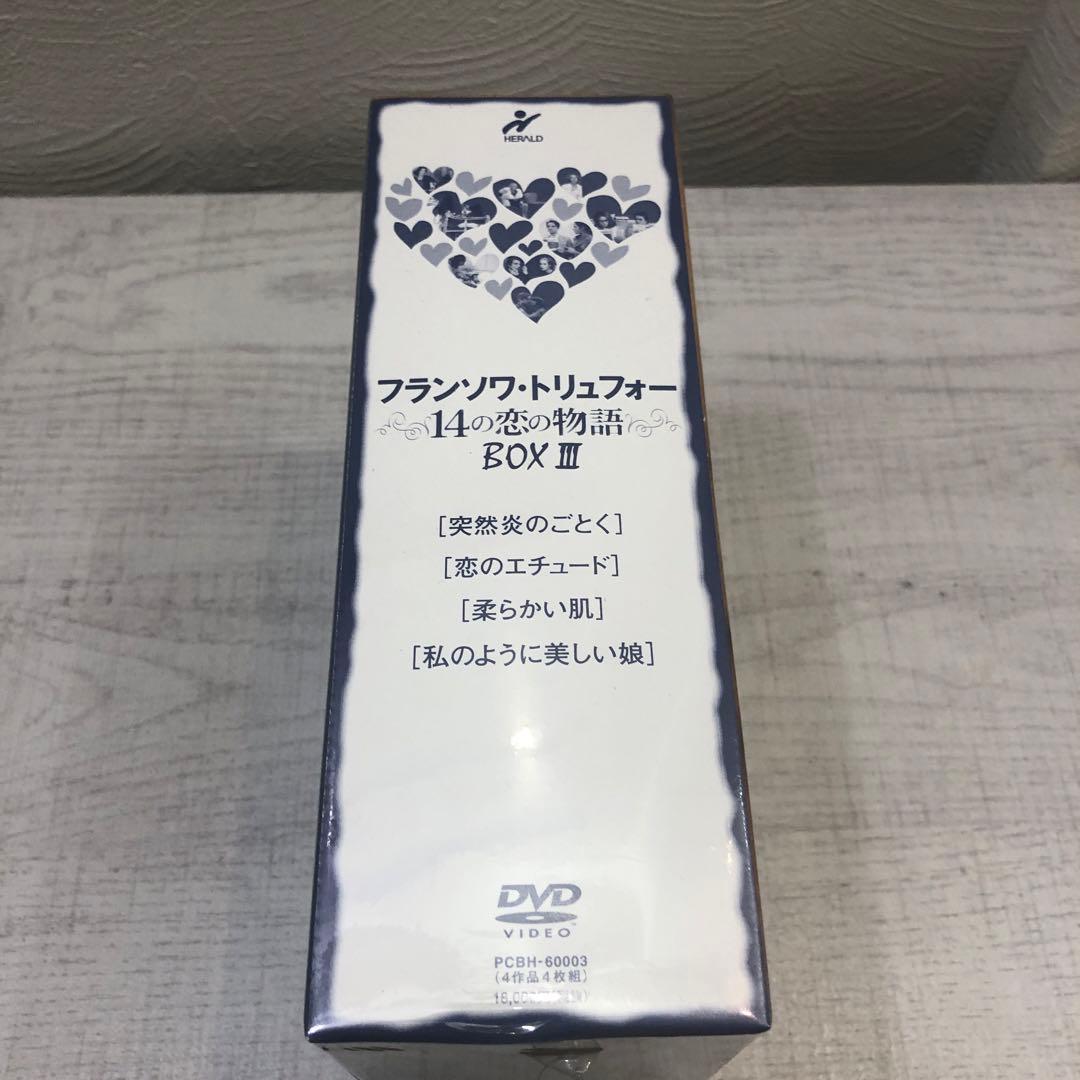 HERALD
フランソワ・トリュフォー
14の恋の物語
BOX III
[突然炎のごとく]
[恋のエチュード]
[柔らかい肌]
[私のように美しい娘]
DVD
VIDEO
PCBH-60003
(4作品4枚組)